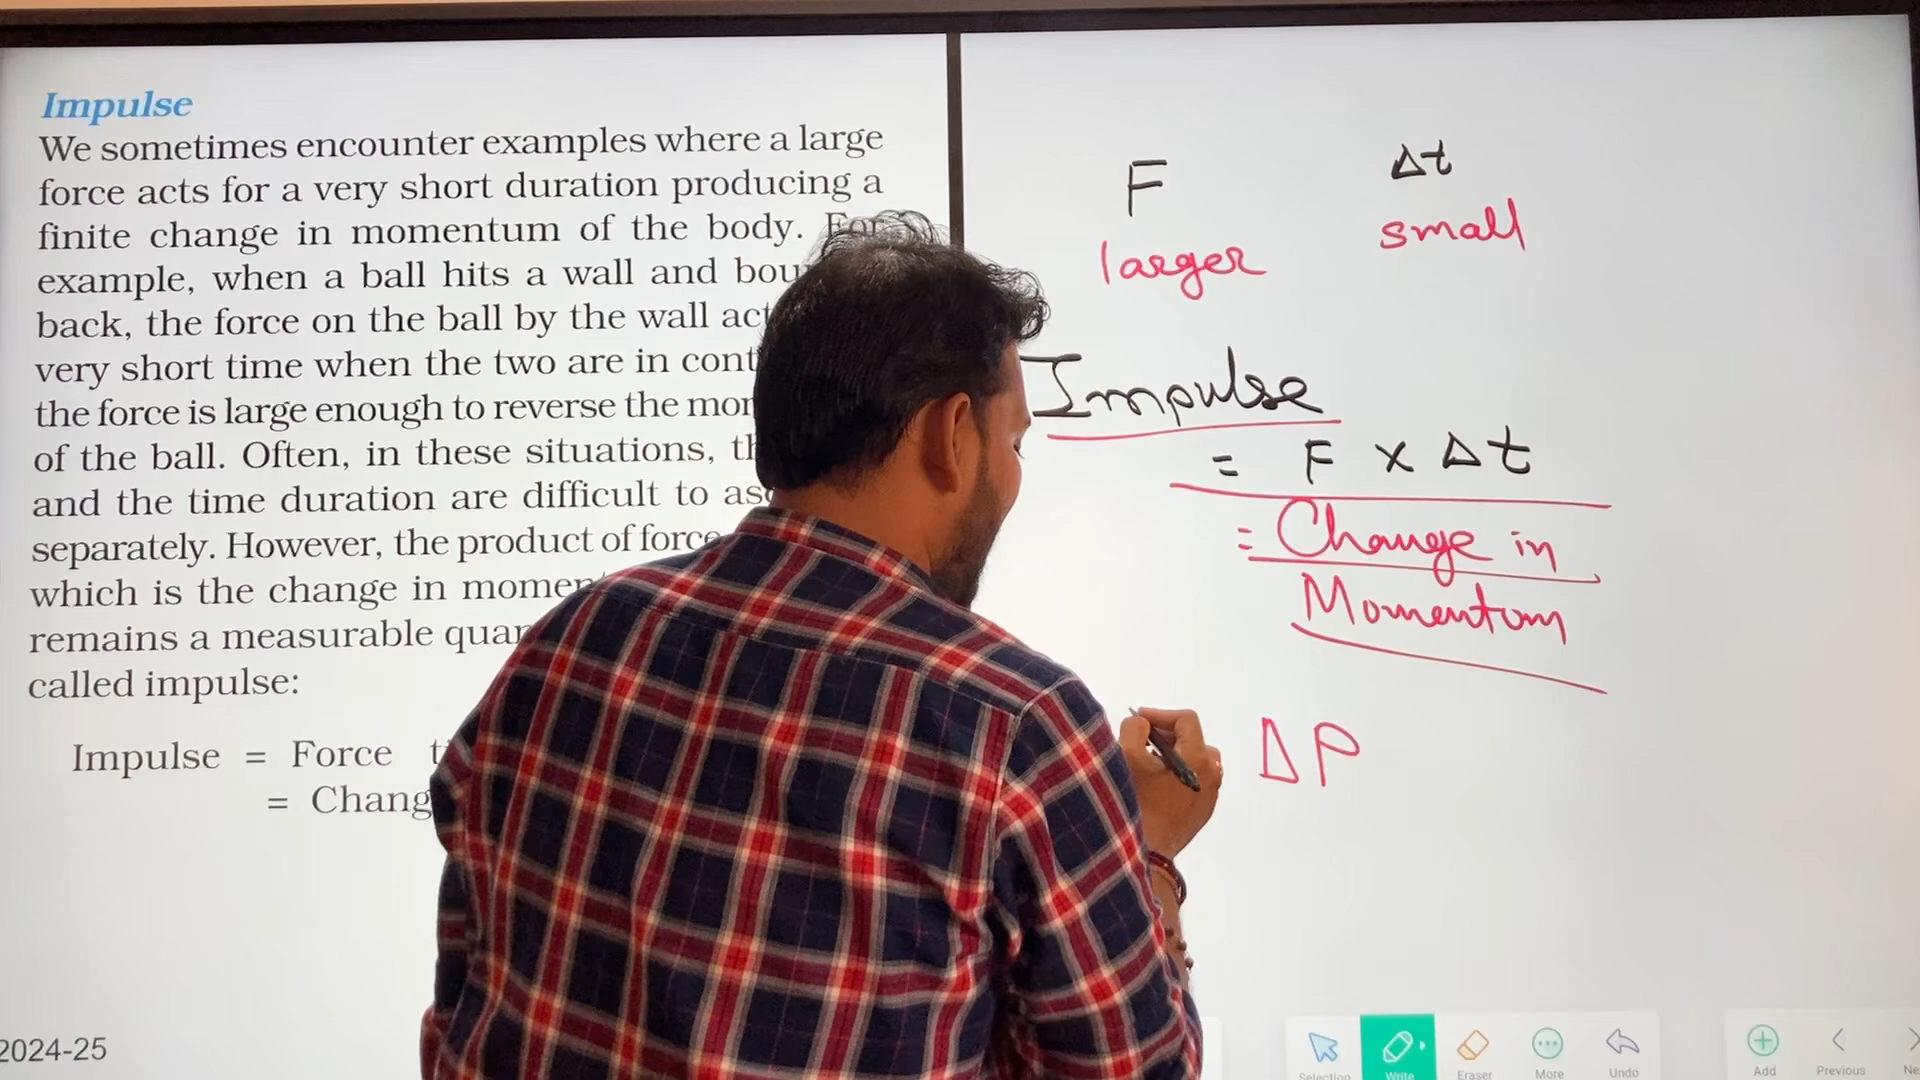 Impulse
We sometimes encounter examples where a large
force acts for a very short duration producing a
finite change in momentum of the body. For
example, when a ball hits a wall and
back, the force on the ball by the wall
very short time when the two are in
the force is large enough to reverse the
of the ball. Often, in these situations,
and the time duration are difficult to
separately. However, the product of force
which is the change in
remains a measurable
called impulse:
Impulse = Force
=
2024-25
F Δt
larger small
Impulse
= F × Δt
= Change in
Momentum
ΔP
Selection Write Eraser More Undo Add Previous